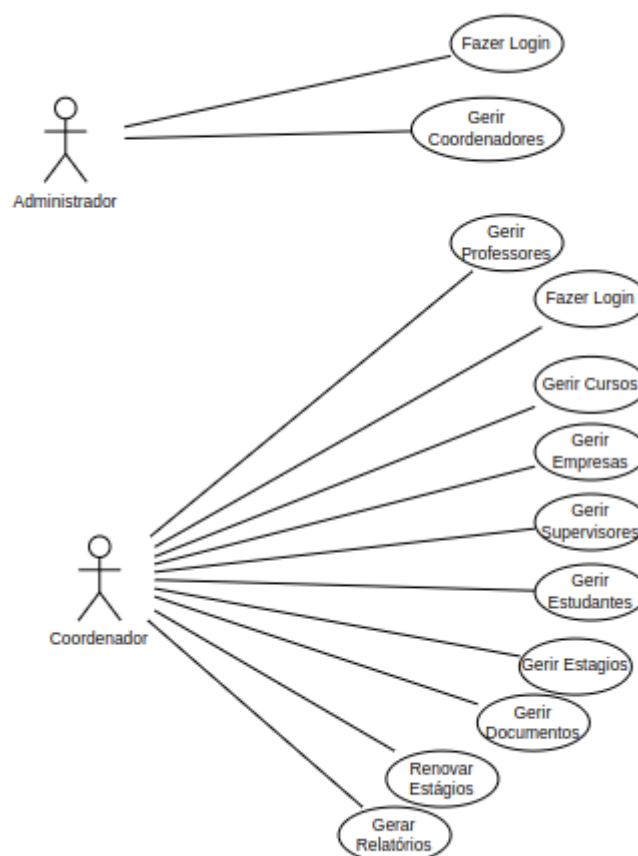 Fazer Login
Gerir
Coordenadores
Administrador
Gerir
Professores
Fazer Login
Gerir Cursos
Gerir
Empresas
Gerir
Supervisores
Gerir
Estudantes
Coordenador
Gerir Estagios
Gerir
Documentos
Renovar
Estágios
Gerar
Relatórios